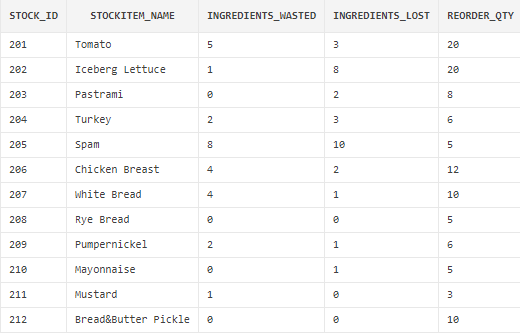 STOCK_ID STOCKITEM_NAME INGREDIENTS_WASTED INGREDIENTS_LOST REORDER_QTY
201 Tomato 5 3 20
202 Iceberg Lettuce 1 8 20
203 Pastrami 0 2 8
204 Turkey 2 3 6
205 Spam 8 10 5
206 Chicken Breast 4 2 12
207 White Bread 4 1 10
208 Rye Bread 0 0 5
209 Pumpernickel 2 1 6
210 Mayonnaise 0 1 5
211 Mustard 1 0 3
212 Bread&Butter Pickle 0 0 10